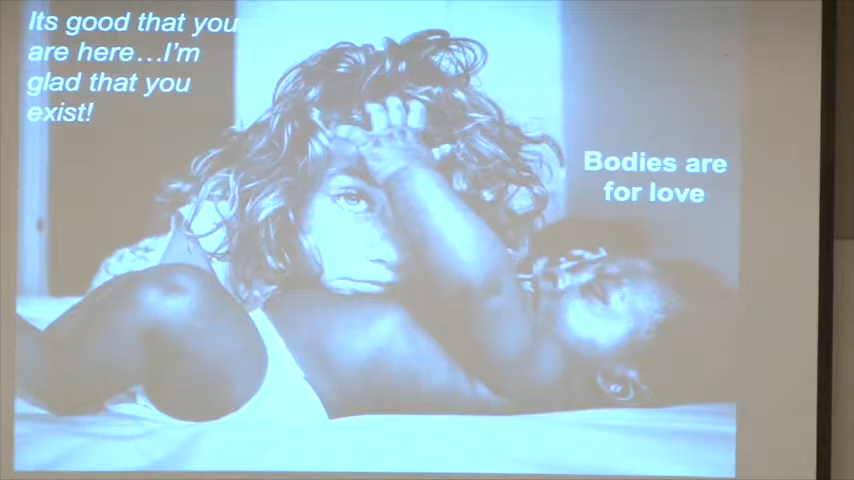 Its good that you
are here...I'm
glad that you
exist!
Bodies are
for love